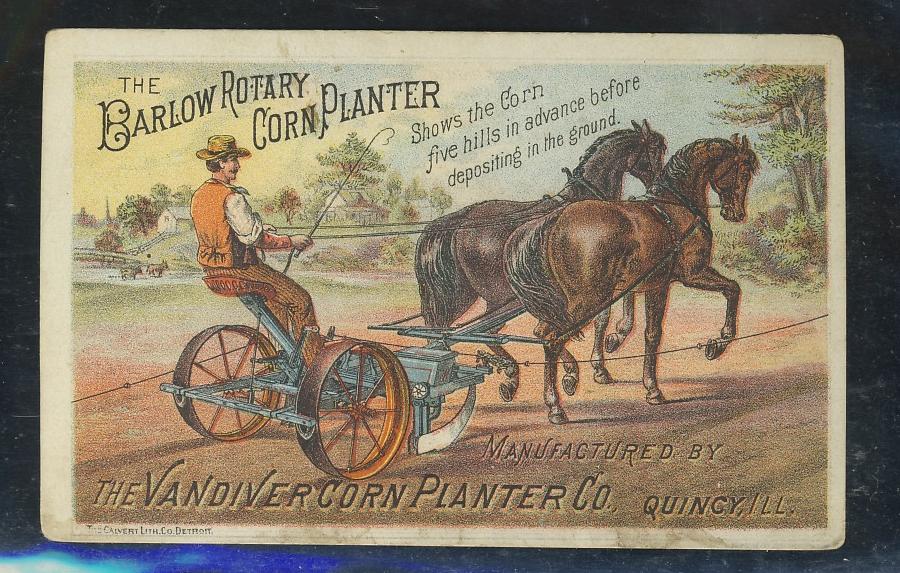 THE
BARLOW ROTARY
CORN PLANTER
Shows the Corn
five hills in advance before
depositing in the ground.
MANUFACTURED BY
THE VANDIVER CORN PLANTER CO., QUINCY, ILL.
THE CALVERT LITH. CO. DETROIT.